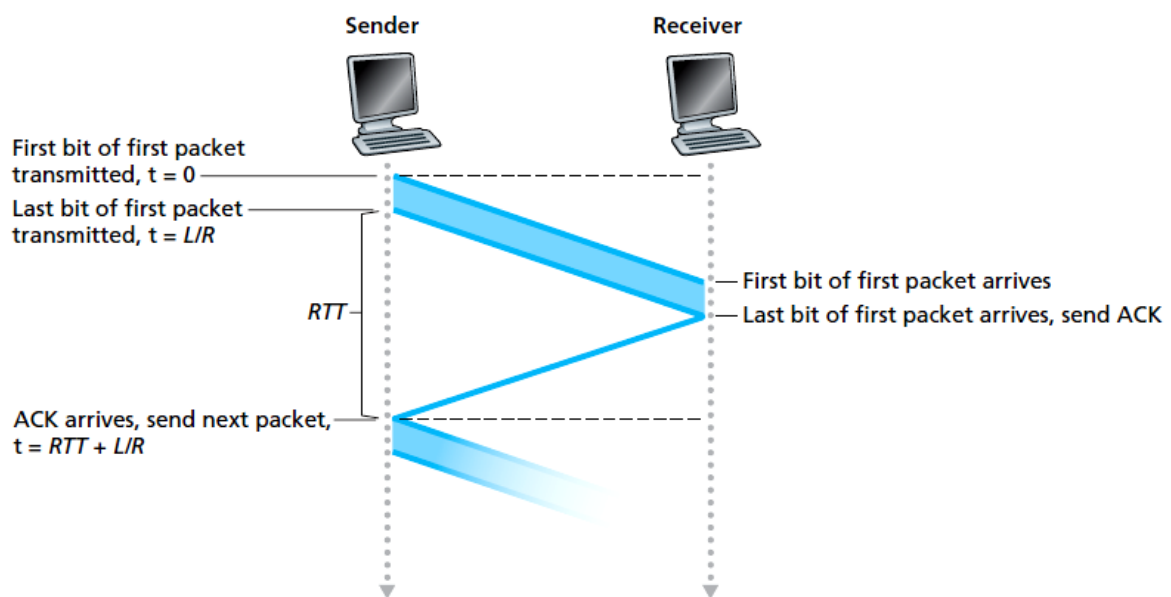 Sender
Receiver
First bit of first packet
transmitted, t = 0
Last bit of first packet
transmitted, t = L/R
First bit of first packet arrives
RTT
Last bit of first packet arrives, send ACK
ACK arrives, send next packet,
t = RTT + L/R